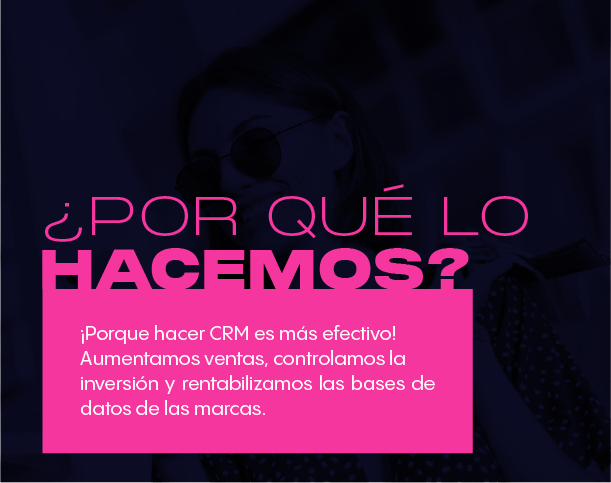 ¿POR QUÉ LO
HACEMOS?
¡Porque hacer CRM es más efectivo!
Aumentamos ventas, controlamos la
inversión y rentabilizamos las bases de
datos de las marcas.